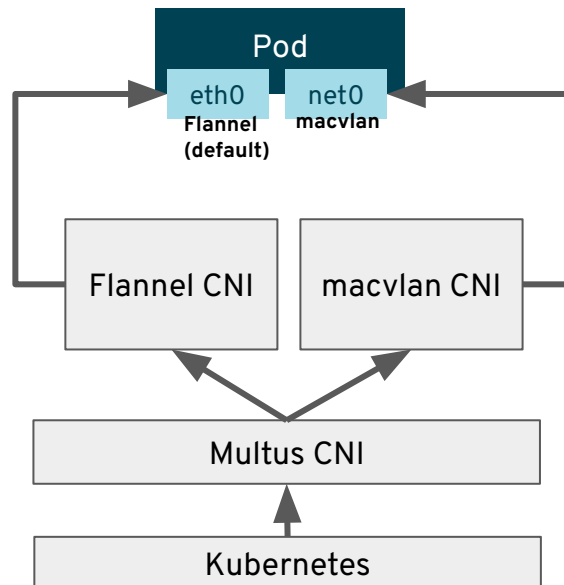 Pod
eth0
net0
Flannel
(default)
macvlan
Flannel CNI
macvlan CNI
Multus CNI
Kubernetes